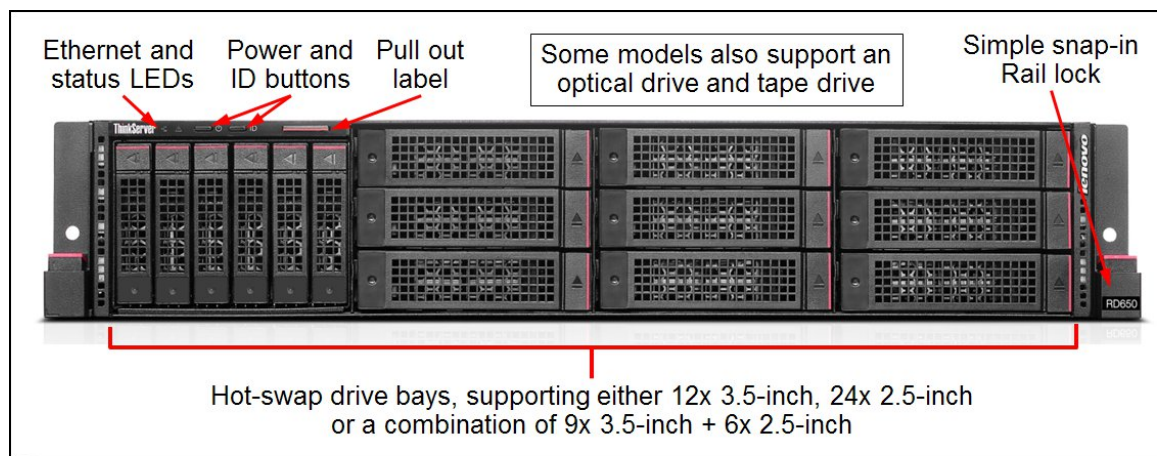 Ethernet and
status LEDs
Power and
ID buttons
Pull out
label
Some models also support an
optical drive and tape drive
Simple snap-in
Rail lock
ThinkServer
ID
lenovo
RD650
Hot-swap drive bays, supporting either 12x 3.5-inch, 24x 2.5-inch
or a combination of 9x 3.5-inch + 6x 2.5-inch